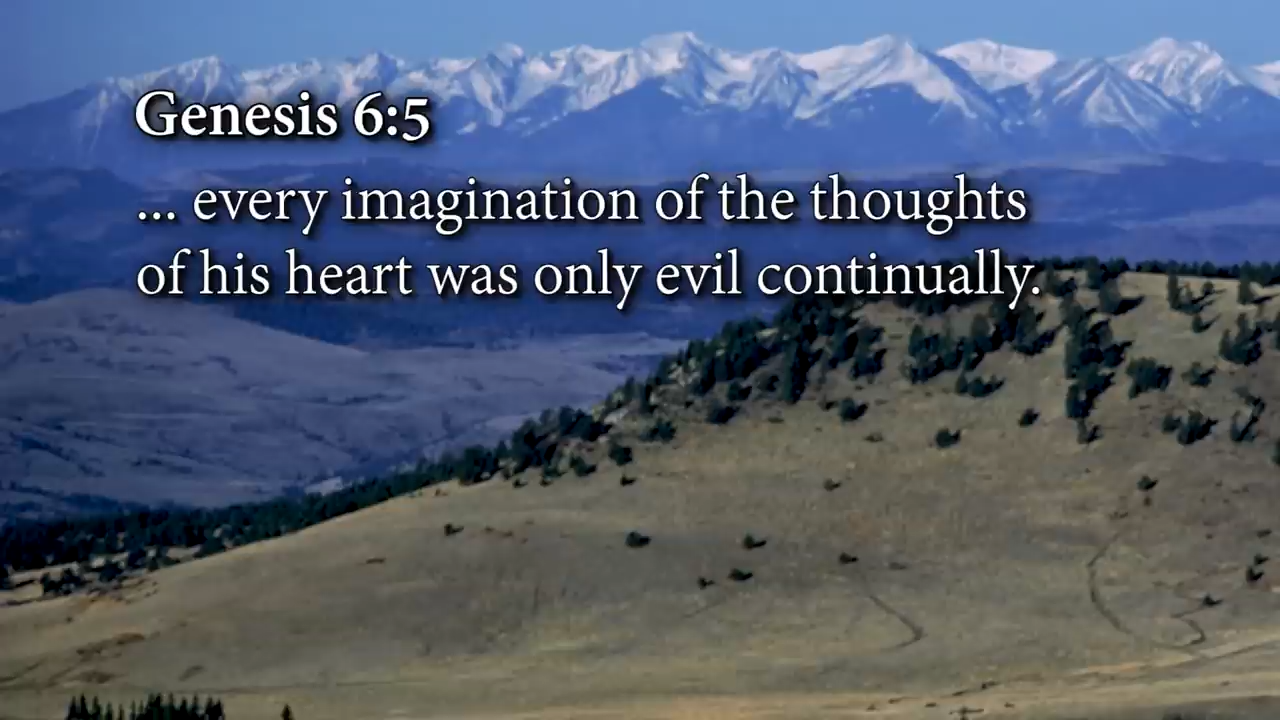 Genesis 6:5
... every imagination of the thoughts
of his heart was only evil continually.